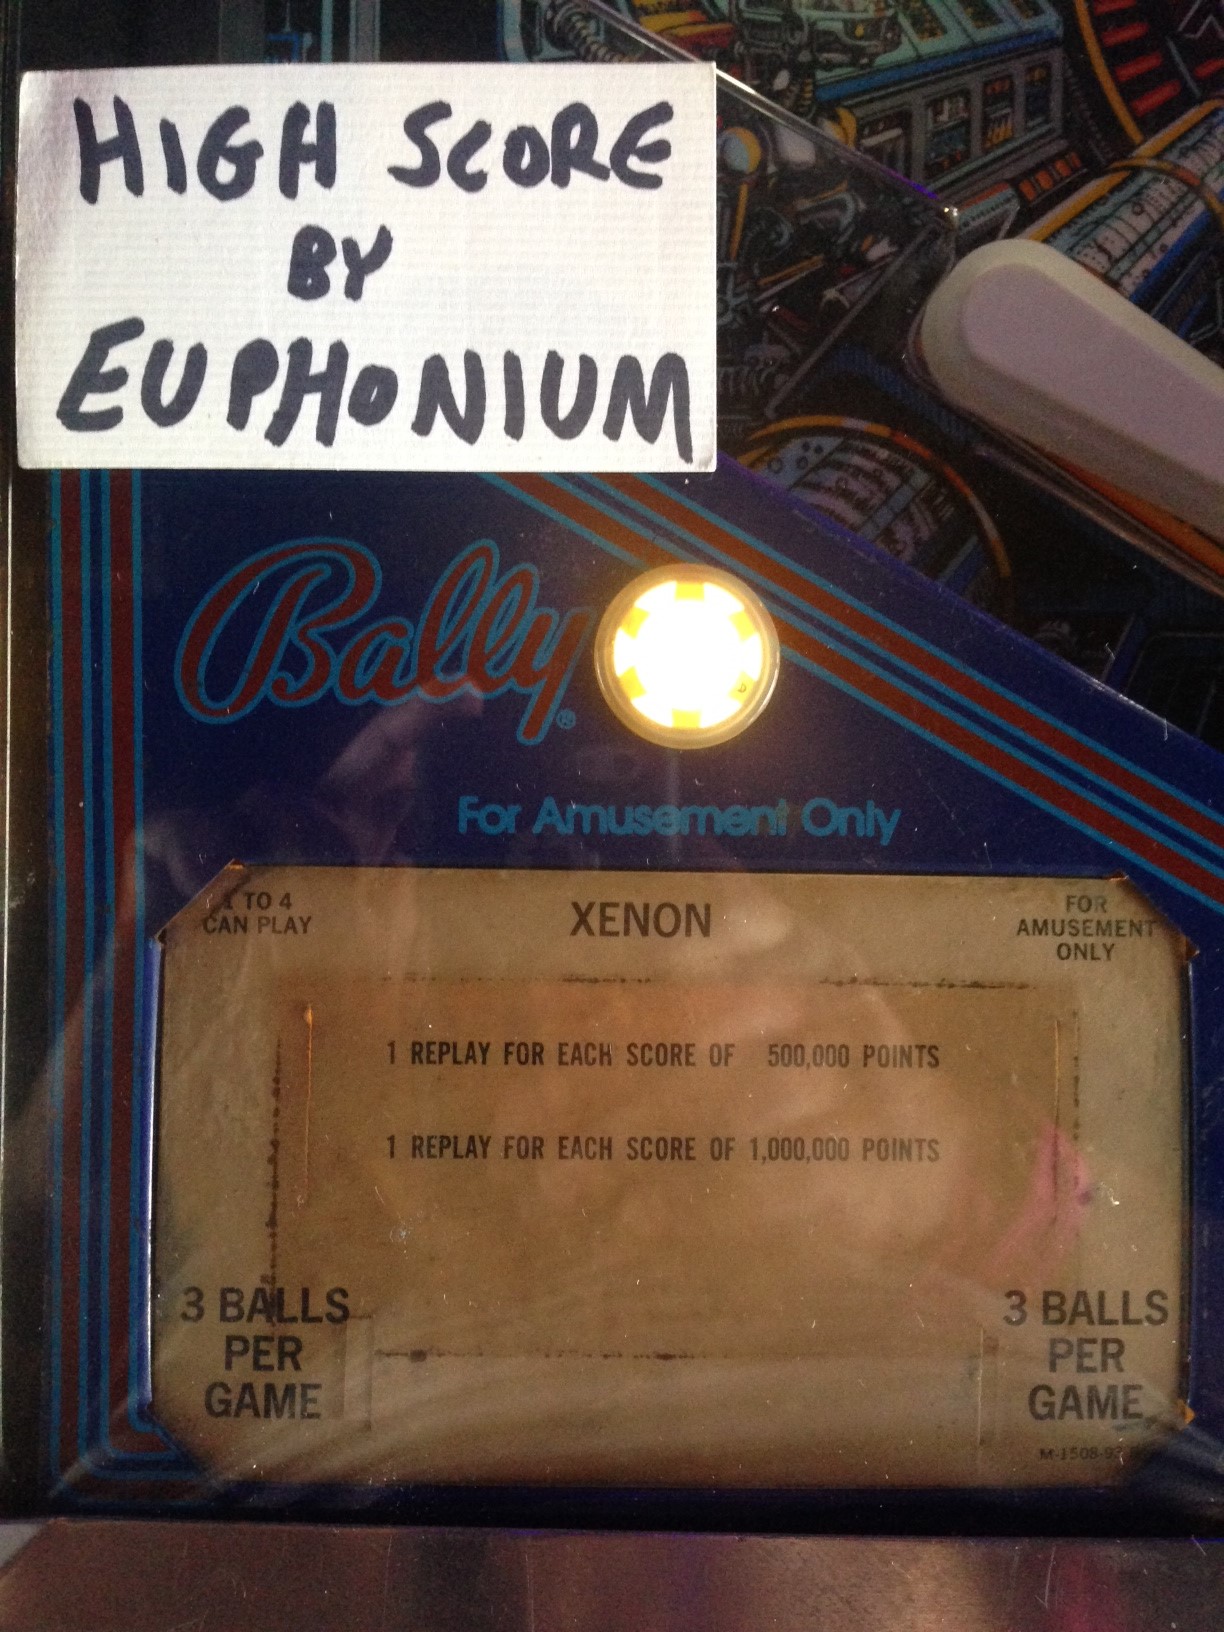 HIGH SCORE
BY
EUPHONIUM
Bally®
For Amusement Only
1 TO 4
CAN PLAY
XENON
FOR
AMUSEMENT
ONLY
1 REPLAY FOR EACH SCORE OF 500,000 POINTS
1 REPLAY FOR EACH SCORE OF 1,000,000 POINTS
3 BALLS
PER
GAME
3 BALLS
PER
GAME